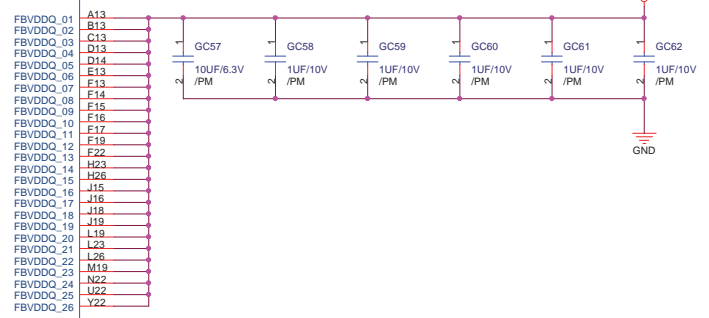 FBVDDQ_01 A13
FBVDDQ_02 B13
FBVDDQ_03 C13
FBVDDQ_04 D13
FBVDDQ_05 D14
FBVDDQ_06 E13
FBVDDQ_07 F13
FBVDDQ_08 F14
FBVDDQ_09 F15
FBVDDQ_10 F16
FBVDDQ_11 F17
FBVDDQ_12 F19
FBVDDQ_13 F22
FBVDDQ_14 H23
FBVDDQ_15 H26
FBVDDQ_16 J15
FBVDDQ_17 J16
FBVDDQ_18 J18
FBVDDQ_19 J19
FBVDDQ_20 L19
FBVDDQ_21 L23
FBVDDQ_22 L26
FBVDDQ_23 M19
FBVDDQ_24 N22
FBVDDQ_25 U22
FBVDDQ_26 Y22
1 1 1 1 1 1
GC57 GC58 GC59 GC60 GC61 GC62
10UF/6.3V 1UF/10V 1UF/10V 1UF/10V 1UF/10V 1UF/10V
2 2 2 2 2 2
/PM /PM /PM /PM /PM /PM
GND